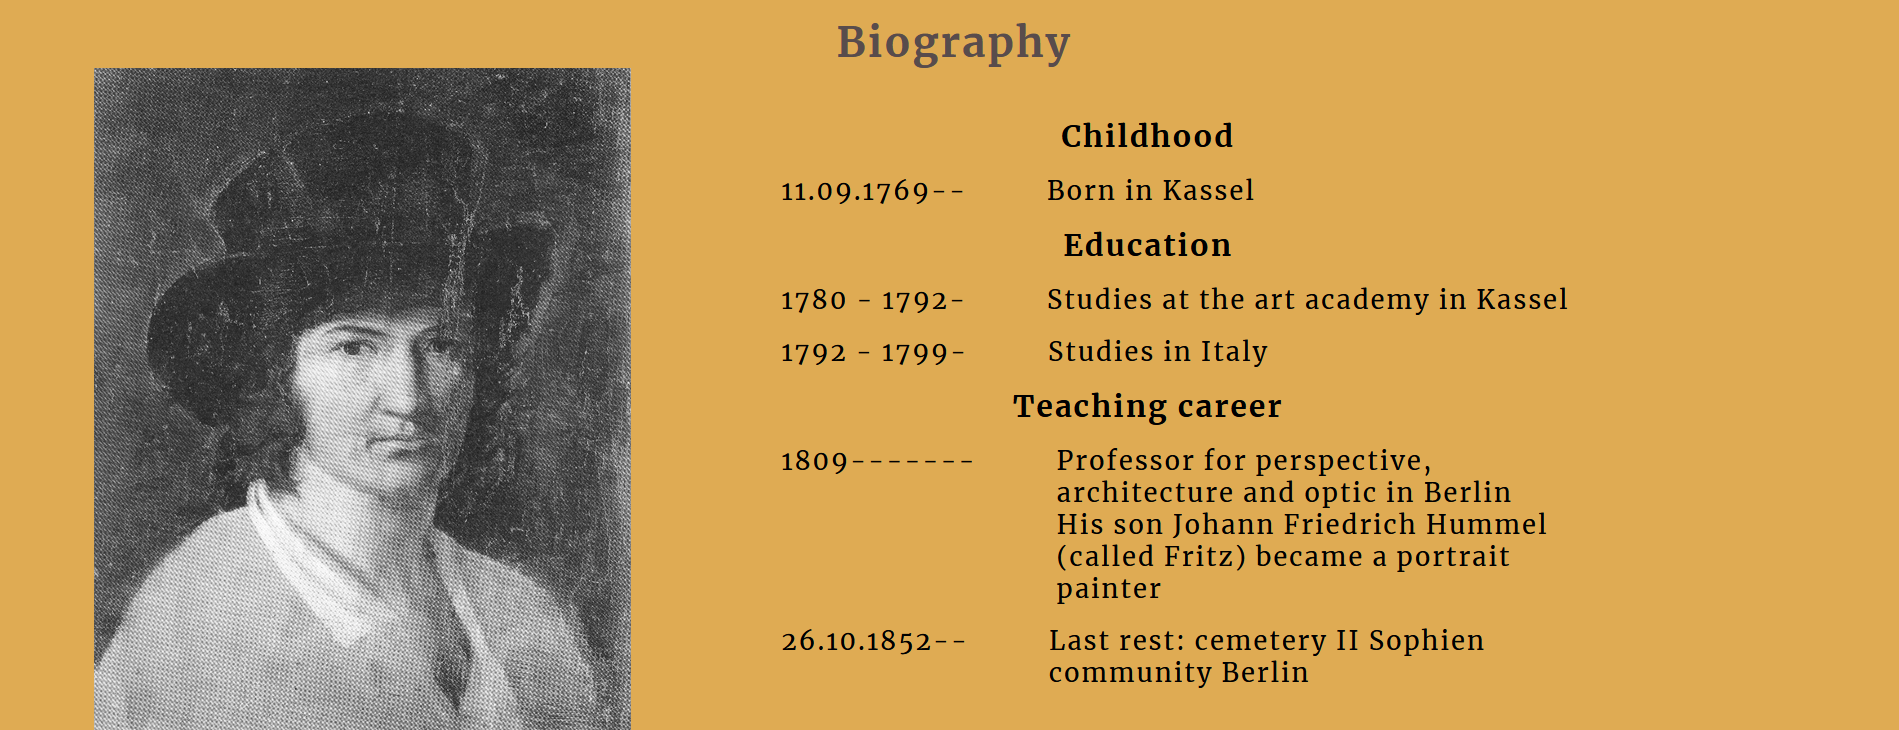 Biography
Childhood
11.09.1769-- Born in Kassel
Education
1780 - 1792- Studies at the art academy in Kassel
1792 - 1799- Studies in Italy
Teaching career
1809------- Professor for perspective,
architecture and optic in Berlin
His son Johann Friedrich Hummel
(called Fritz) became a portrait
painter
26.10.1852-- Last rest: cemetery II Sophien
community Berlin